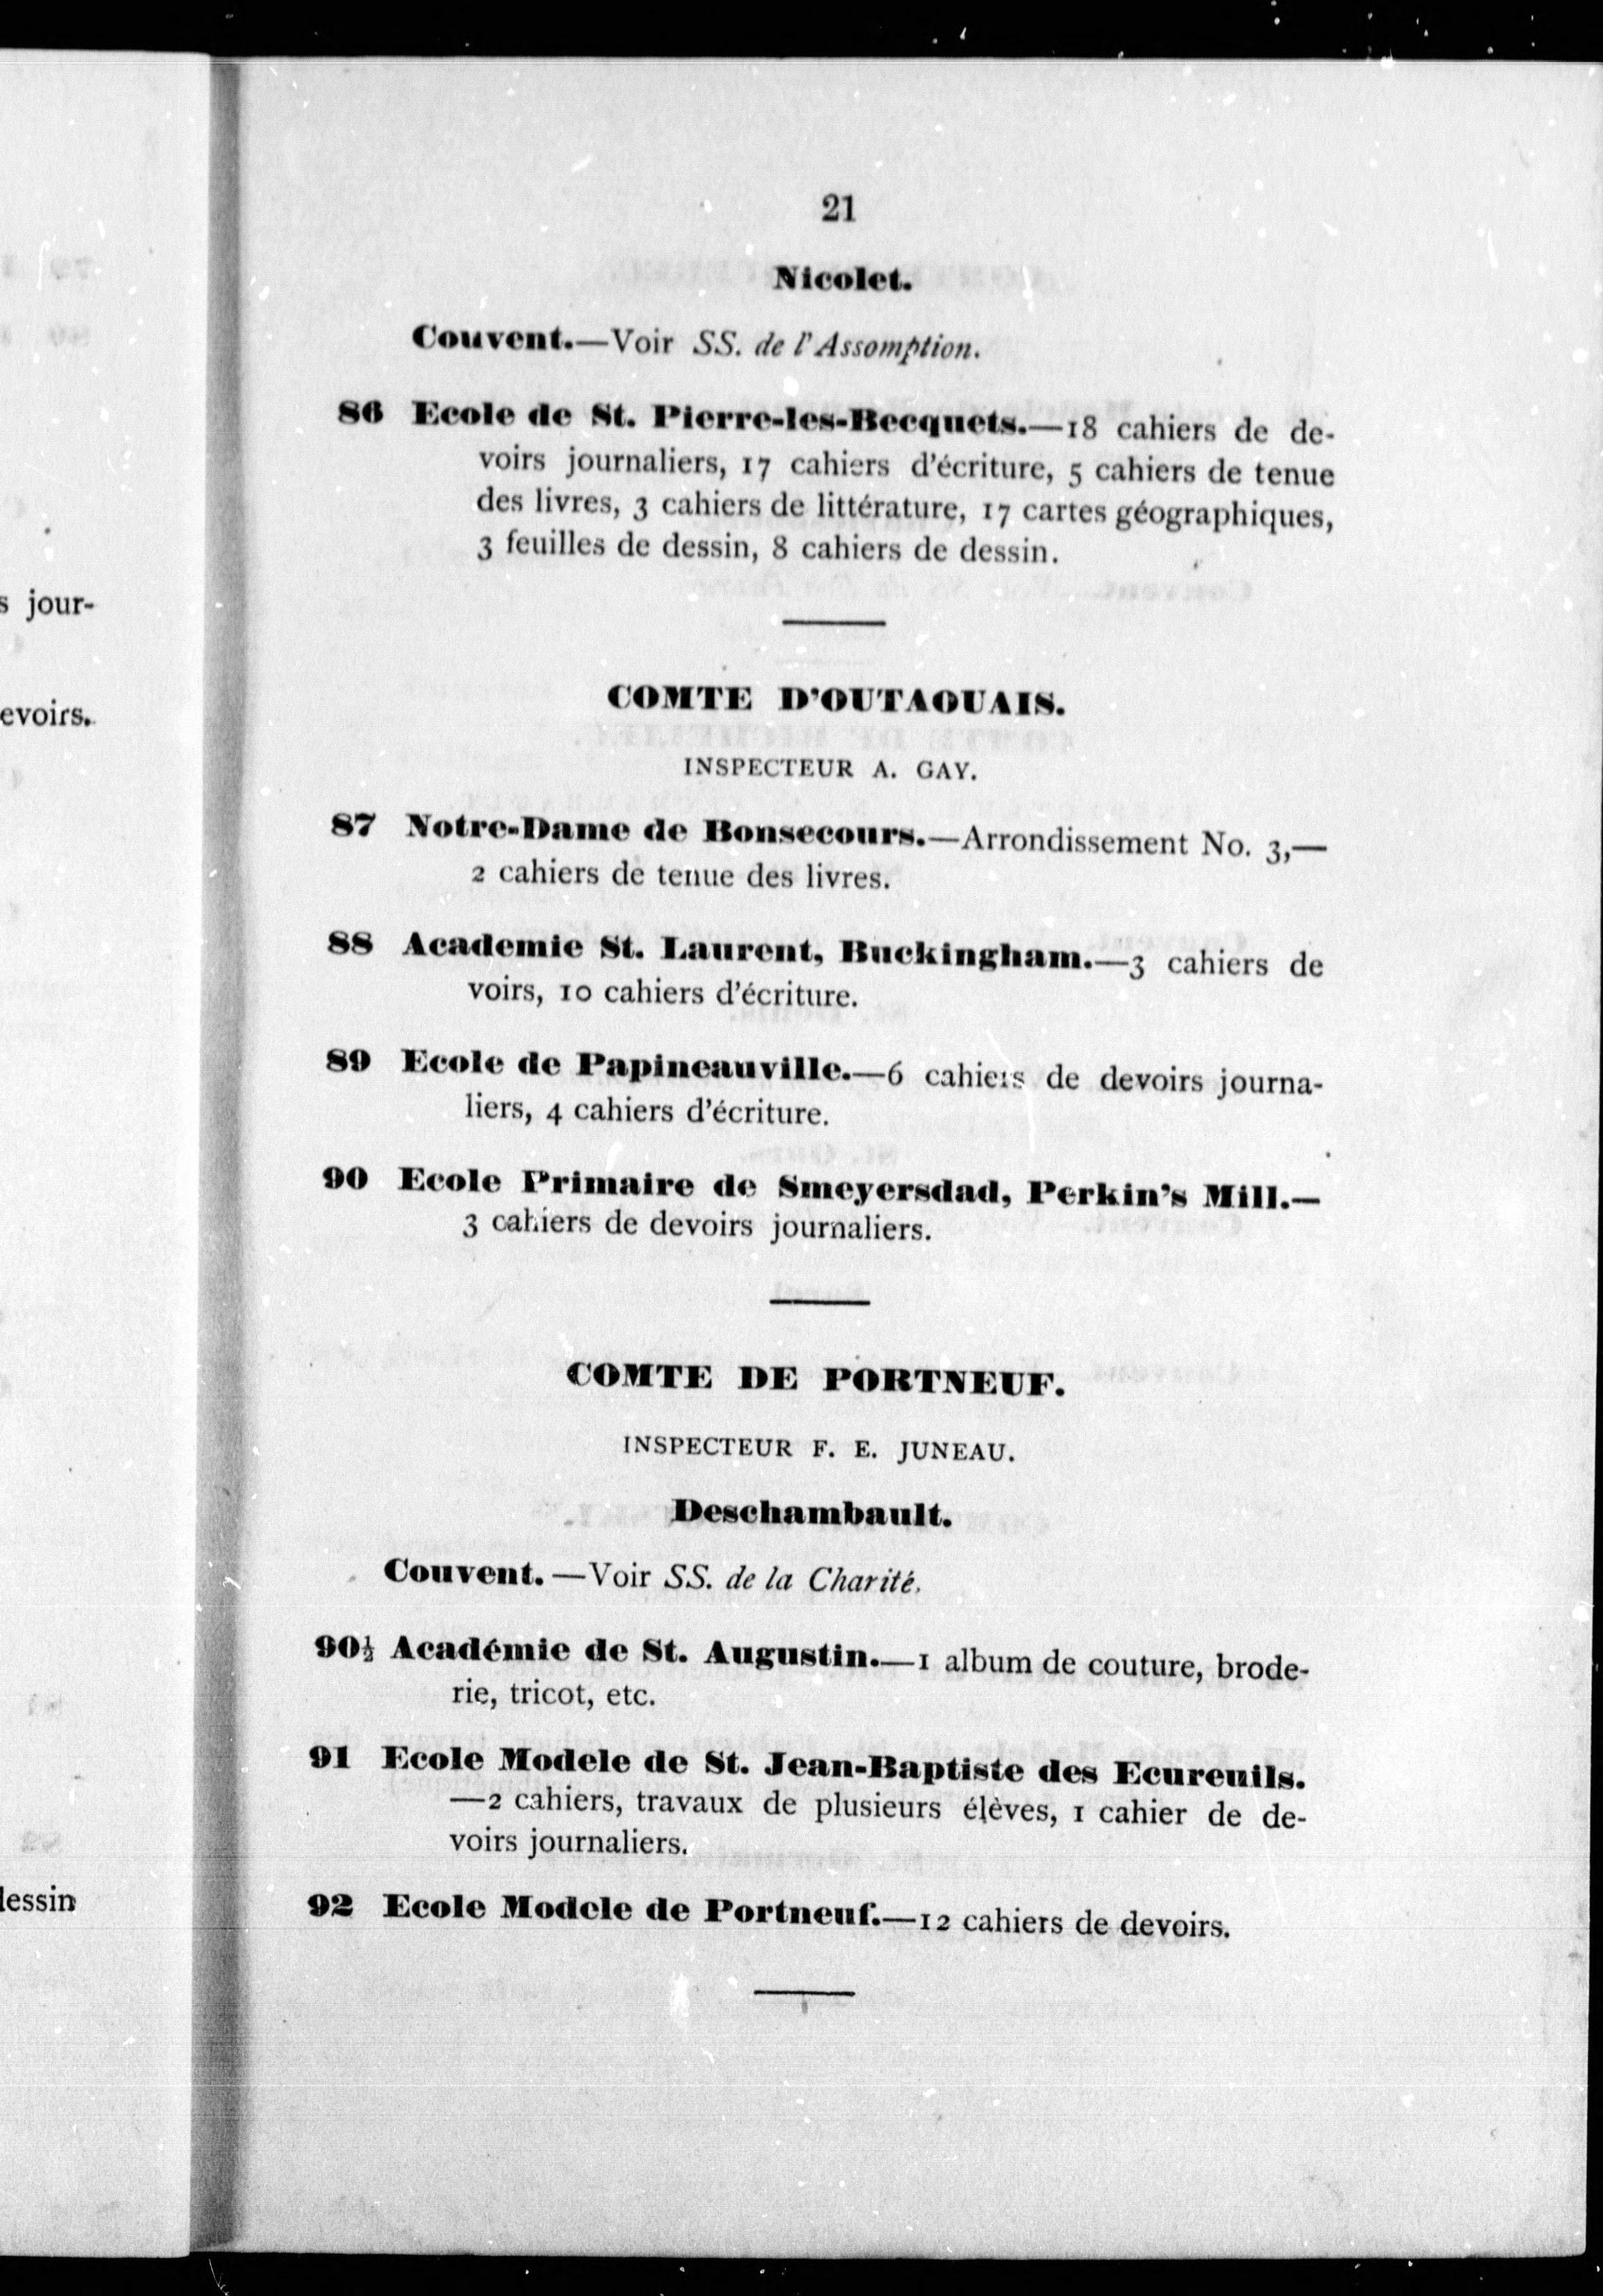 s jour-
evoirs.
dessin
21
Nicolet.
Couvent.—Voir SS. de l'Assomption.
86 Ecole de St. Pierre-les-Becquets.—18 cahiers de de-
voirs journaliers, 17 cahiers d'écriture, 5 cahiers de tenue
des livres, 3 cahiers de littérature, 17 cartes géographiques,
3 feuilles de dessin, 8 cahiers de dessin.
COMTE D'OUTAOUAIS.
INSPECTEUR A. GAY.
87 Notre-Dame de Bonsecours.—Arrondissement No. 3,—
2 cahiers de tenue des livres.
88 Academie St. Laurent, Buckingham.—3 cahiers de
voirs, 10 cahiers d'écriture.
89 Ecole de Papineauville.—6 cahiers de devoirs journa-
liers, 4 cahiers d'écriture.
90 Ecole Primaire de Smeyersdad, Perkin's Mill.—
3 cahiers de devoirs journaliers.
COMTE DE PORTNEUF.
INSPECTEUR F. E. JUNEAU.
Deschambault.
Couvent.—Voir SS. de la Charité.
90½ Académie de St. Augustin.—1 album de couture, brode-
rie, tricot, etc.
91 Ecole Modele de St. Jean-Baptiste des Ecureuils.
—2 cahiers, travaux de plusieurs élèves, 1 cahier de de-
voirs journaliers.
92 Ecole Modele de Portneuf.—12 cahiers de devoirs.